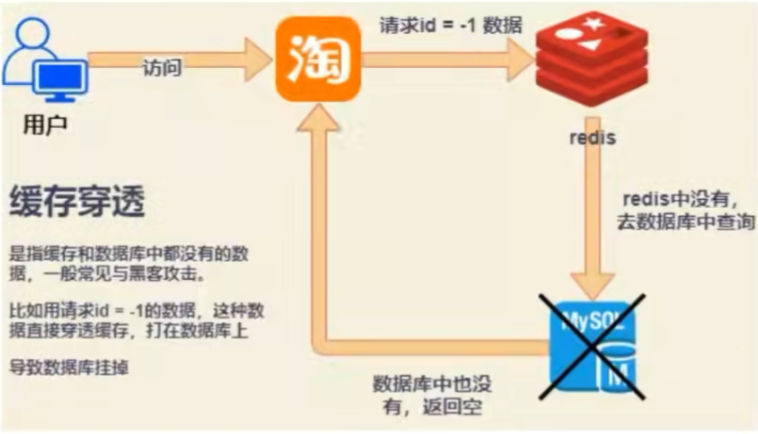 请求id = -1 数据
淘
访问
用户
redis
缓存穿透
redis中没有，
去数据库中查询
是指缓存和数据库中都没有的数
据，一般常见与黑客攻击。
比如用请求id = -1的数据，这种数
据直接穿透缓存，打在数据库上
导致数据库挂掉
MySQL
M
数据库中也没
有，返回空